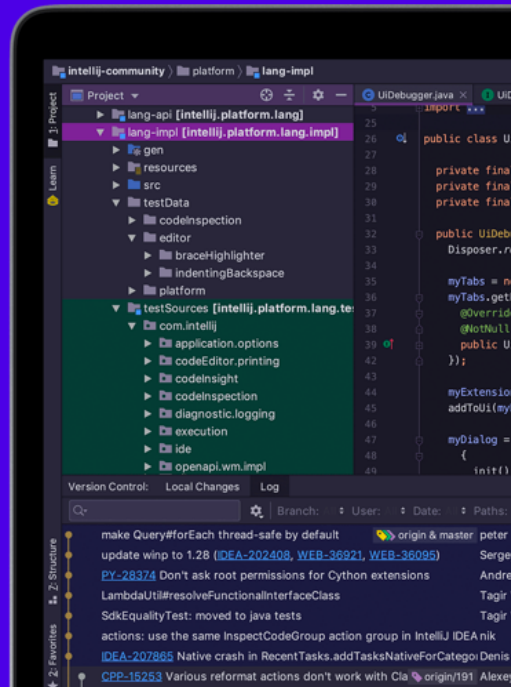 intellij-community platform lang-impl
1: Project
Learn
Z: Structure
2: Favorites
Project
lang-api [intellij.platform.lang]
lang-impl [intellij.platform.lang.impl]
gen
resources
src
testData
codeInspection
editor
braceHighlighter
indentingBackspace
platform
testSources [intellij.platform.lang.te
com.intellij
application.options
codeEditor.printing
codeInsight
codeInspection
diagnostic.logging
execution
ide
openapi.wm.impl
UiDebugger.java
5 import ...
25
26 public class U
27
28 private fina
29 private fina
30 private fina
31
32 public UiDeb
33 Disposer.r
34
35 myTabs = n
36 myTabs.get
37 @Overrid
38 @NotNull
39 public U
42 });
43
44 myExtension
45 addToUi(my
46
47 myDialog =
48 {
49 init()
Version Control: Local Changes Log
Branch: User: Date: Paths:
make Query#forEach thread-safe by default origin & master peter
update winp to 1.28 (IDEA-202408, WEB-36921, WEB-36095) Serge
PY-28374 Don't ask root permissions for Cython extensions Andre
LambdaUtil#resolveFunctionalInterfaceClass Tagir
SdkEqualityTest: moved to java tests Tagir
actions: use the same InspectCodeGroup action group in IntelliJ IDEA nik
IDEA-207865 Native crash in RecentTasks.addTasksNativeForCategor Denis
CPP-15253 Various reformat actions don't work with Cla origin/191 Alexey